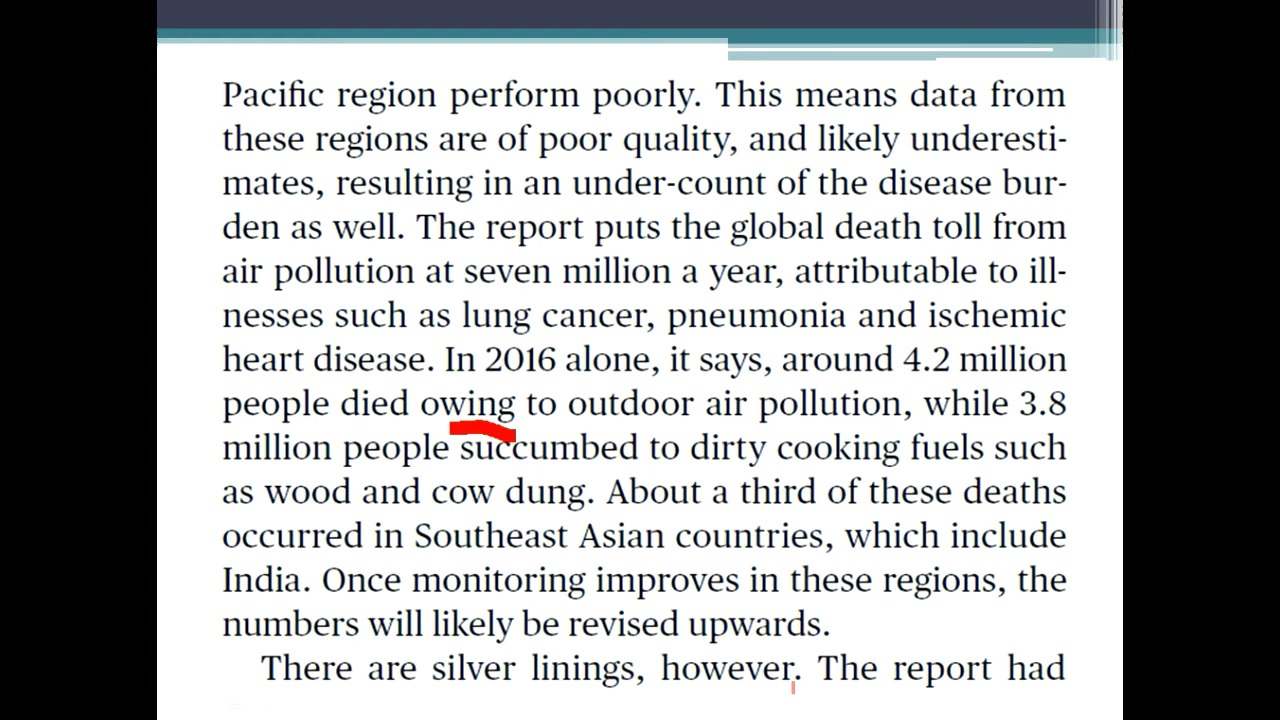 Pacific region perform poorly. This means data from
these regions are of poor quality, and likely underesti-
mates, resulting in an under-count of the disease bur-
den as well. The report puts the global death toll from
air pollution at seven million a year, attributable to ill-
nesses such as lung cancer, pneumonia and ischemic
heart disease. In 2016 alone, it says, around 4.2 million
people died owing to outdoor air pollution, while 3.8
million people succumbed to dirty cooking fuels such
as wood and cow dung. About a third of these deaths
occurred in Southeast Asian countries, which include
India. Once monitoring improves in these regions, the
numbers will likely be revised upwards.
There are silver linings, however. The report had